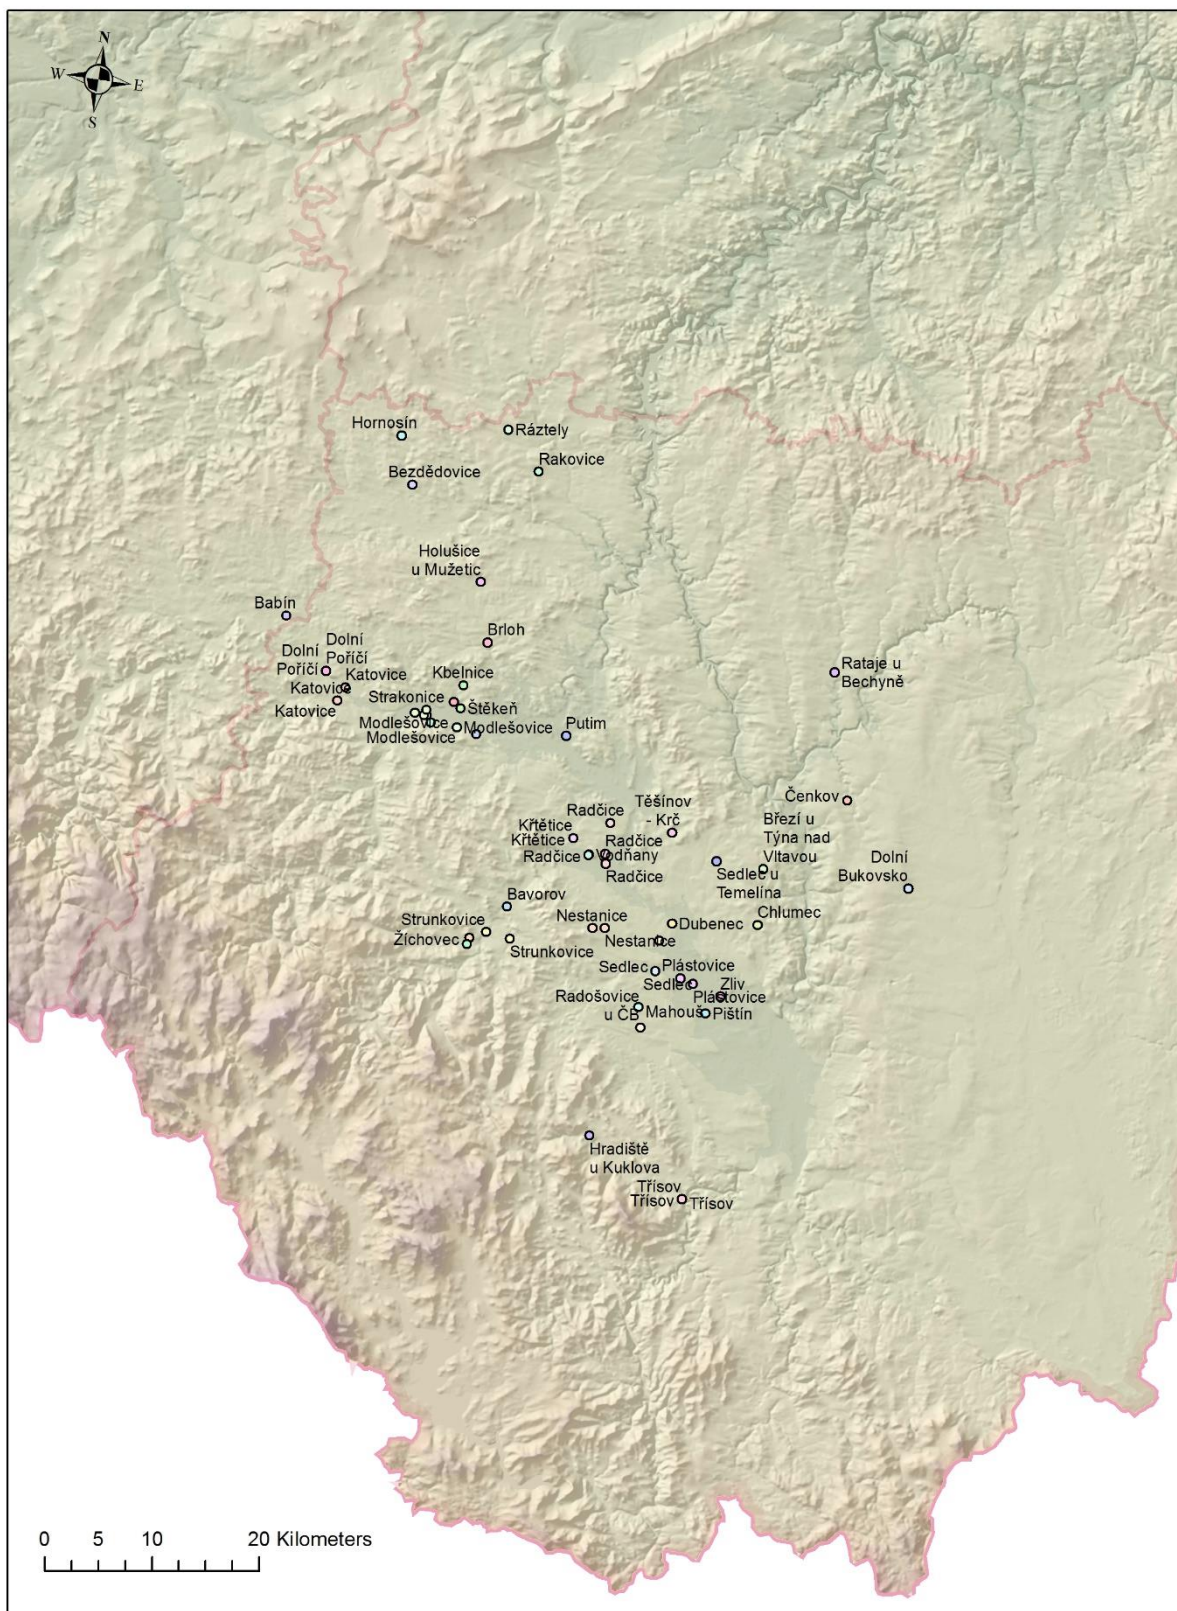 N
W
E
S
Hornosín
Ráztely
Rakovice
Bezdědovice
Holušice
u Mužetic
Babín
Brloh
Dolní
Poříčí
Dolní
Poříčí
Katovice
Katovice
Katovice
Kbelnice
Strakonice
Štěkeň
Modlešovice
Modlešovice
Modlešovice
Putim
Rataje u
Bechyně
Čenkov
Březí u
Týna nad
Vltavou
Dolní
Bukovsko
Těšínov
- Krč
Radčice
Křtětice
Křtětice
Radčice
Radčice
Vodňany
Radčice
Sedlec u
Temelína
Bavorov
Chlumec
Strunkovice
Žíchovec
Strunkovice
Nestanice
Nestanice
Dubenec
Sedlec
Plástovice
Sedlec
Zliv
Plástovice
Radošovice
u ČB
Mahouš
Pištín
Hradiště
u Kuklova
Třísov
Třísov
Třísov
0 5 10 20 Kilometers